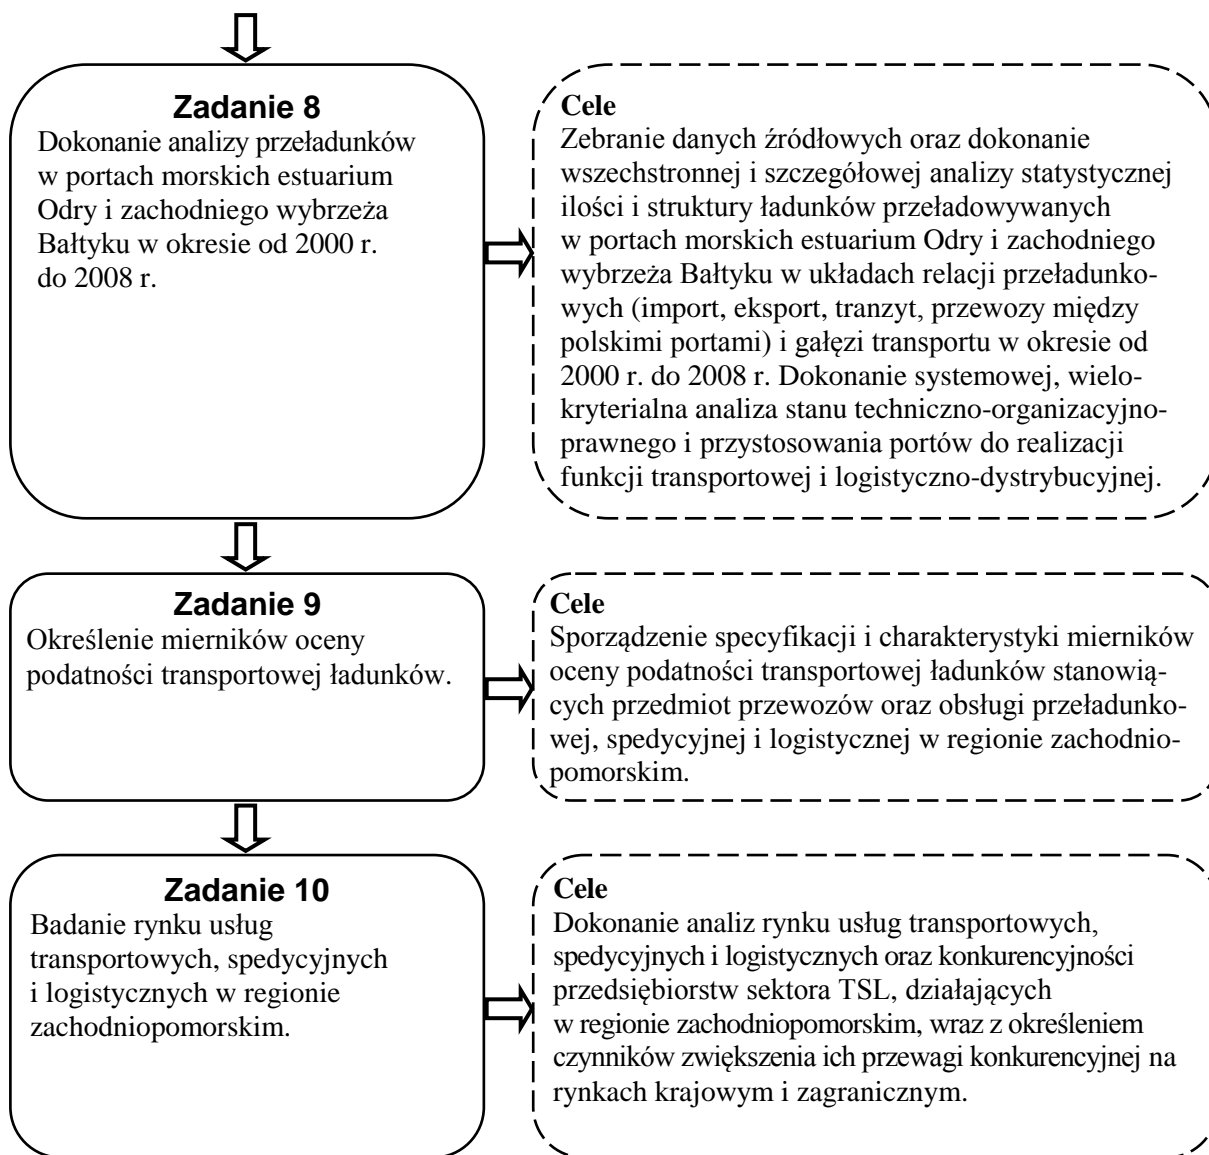 Zadanie 8
Dokonanie analizy przeładunków
w portach morskich estuarium
Odry i zachodniego wybrzeża
Bałtyku w okresie od 2000 r.
do 2008 r.
Cele
Zebranie danych źródłowych oraz dokonanie
wszechstronnej i szczegółowej analizy statystycznej
ilości i struktury ładunków przeładowywanych
w portach morskich estuarium Odry i zachodniego
wybrzeża Bałtyku w układach relacji przeładunko-
wych (import, eksport, tranzyt, przewozy między
polskimi portami) i gałęzi transportu w okresie od
2000 r. do 2008 r. Dokonanie systemowej, wielo-
kryterialna analiza stanu techniczno-organizacyjno-
prawnego i przystosowania portów do realizacji
funkcji transportowej i logistyczno-dystrybucyjnej.
Zadanie 9
Określenie mierników oceny
podatności transportowej ładunków.
Cele
Sporządzenie specyfikacji i charakterystyki mierników
oceny podatności transportowej ładunków stanowią-
cych przedmiot przewozów oraz obsługi przeładunko-
wej, spedycyjnej i logistycznej w regionie zachodnio-
pomorskim.
Zadanie 10
Badanie rynku usług
transportowych, spedycyjnych
i logistycznych w regionie
zachodniopomorskim.
Cele
Dokonanie analiz rynku usług transportowych,
spedycyjnych i logistycznych oraz konkurencyjności
przedsiębiorstw sektora TSL, działających
w regionie zachodniopomorskim, wraz z określeniem
czynników zwiększenia ich przewagi konkurencyjnej na
rynkach krajowym i zagranicznym.